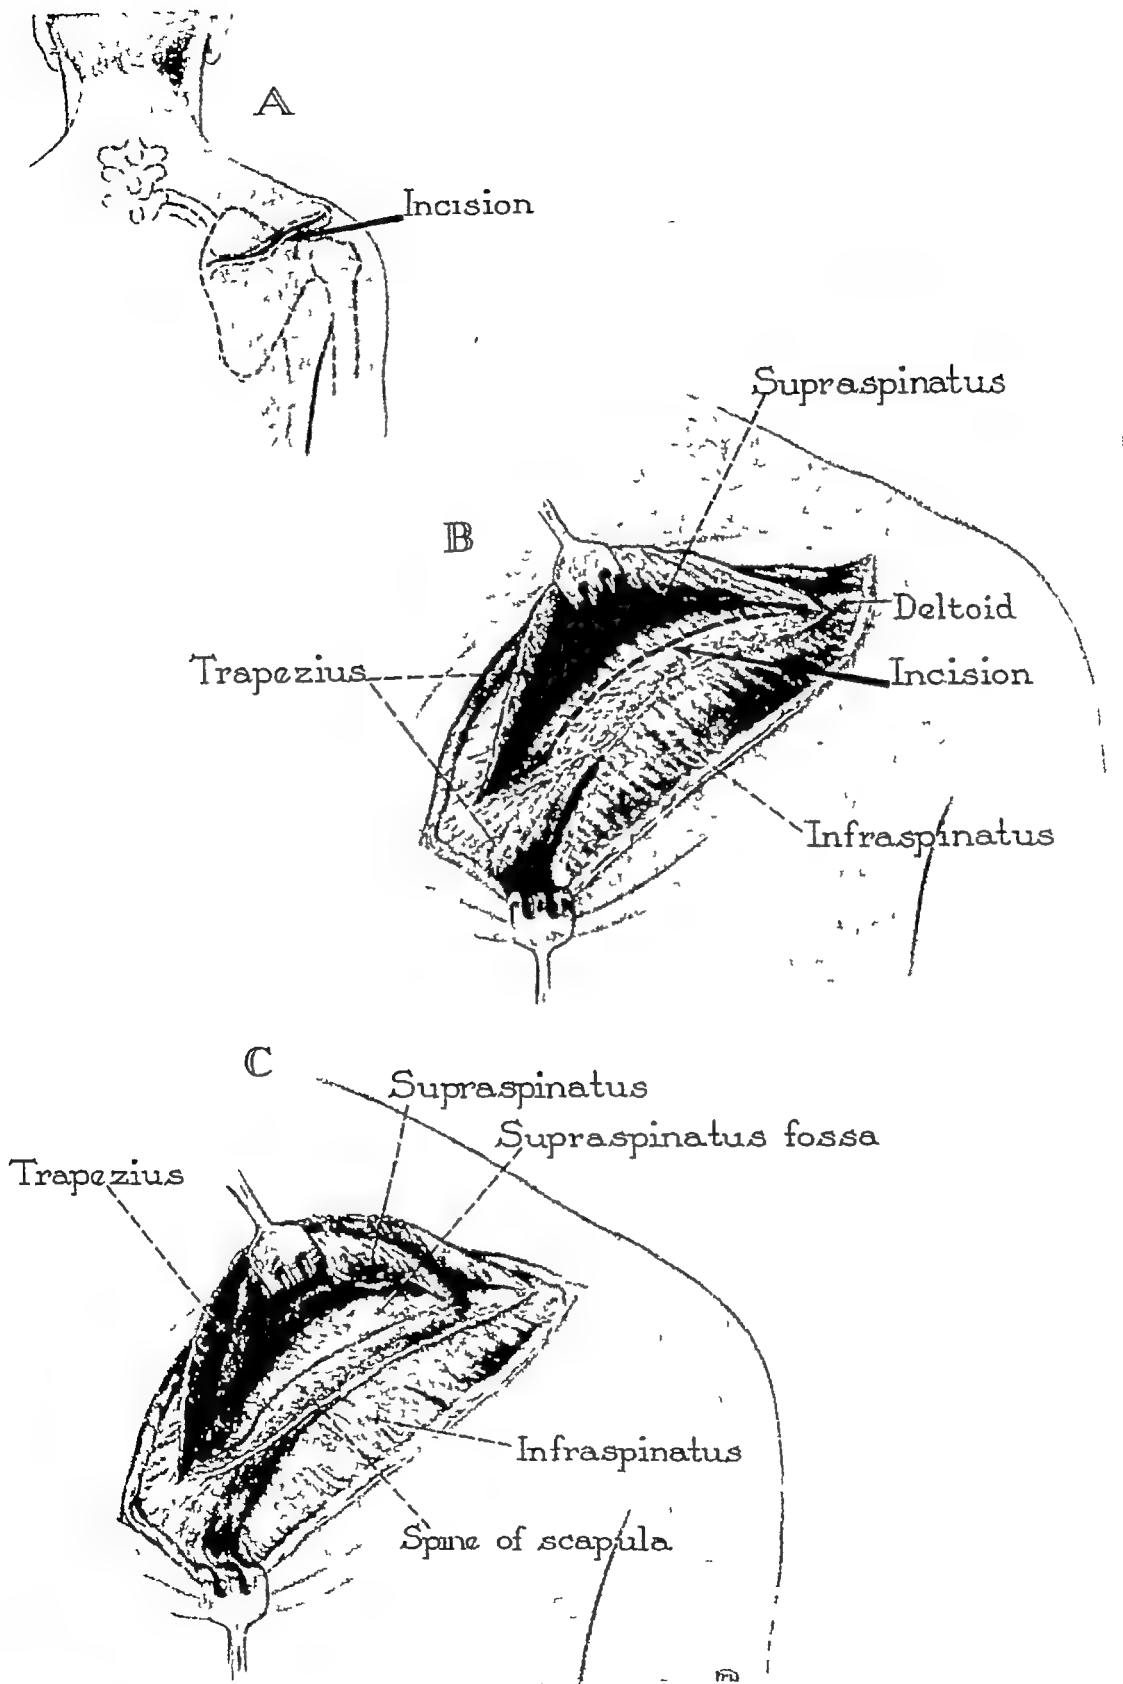 A
Incision
Supraspinatus
B
Deltoid
Trapezius
Incision
Infraspinatus
C
Supraspinatus
Supraspinatus fossa
Trapezius
Infraspinatus
Spine of scapula